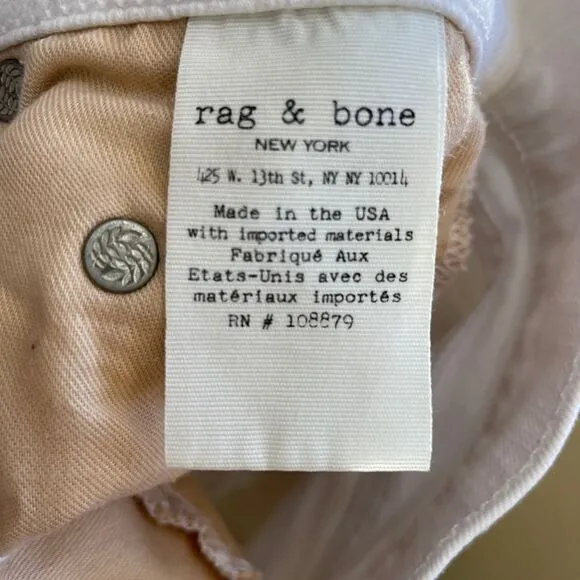 rag & bone
NEW YORK
425 W. 13th St, NY NY 10014
Made in the USA
with imported materials
Fabriqué Aux
Etats-Unis avec des
matériaux importés
RN # 108879